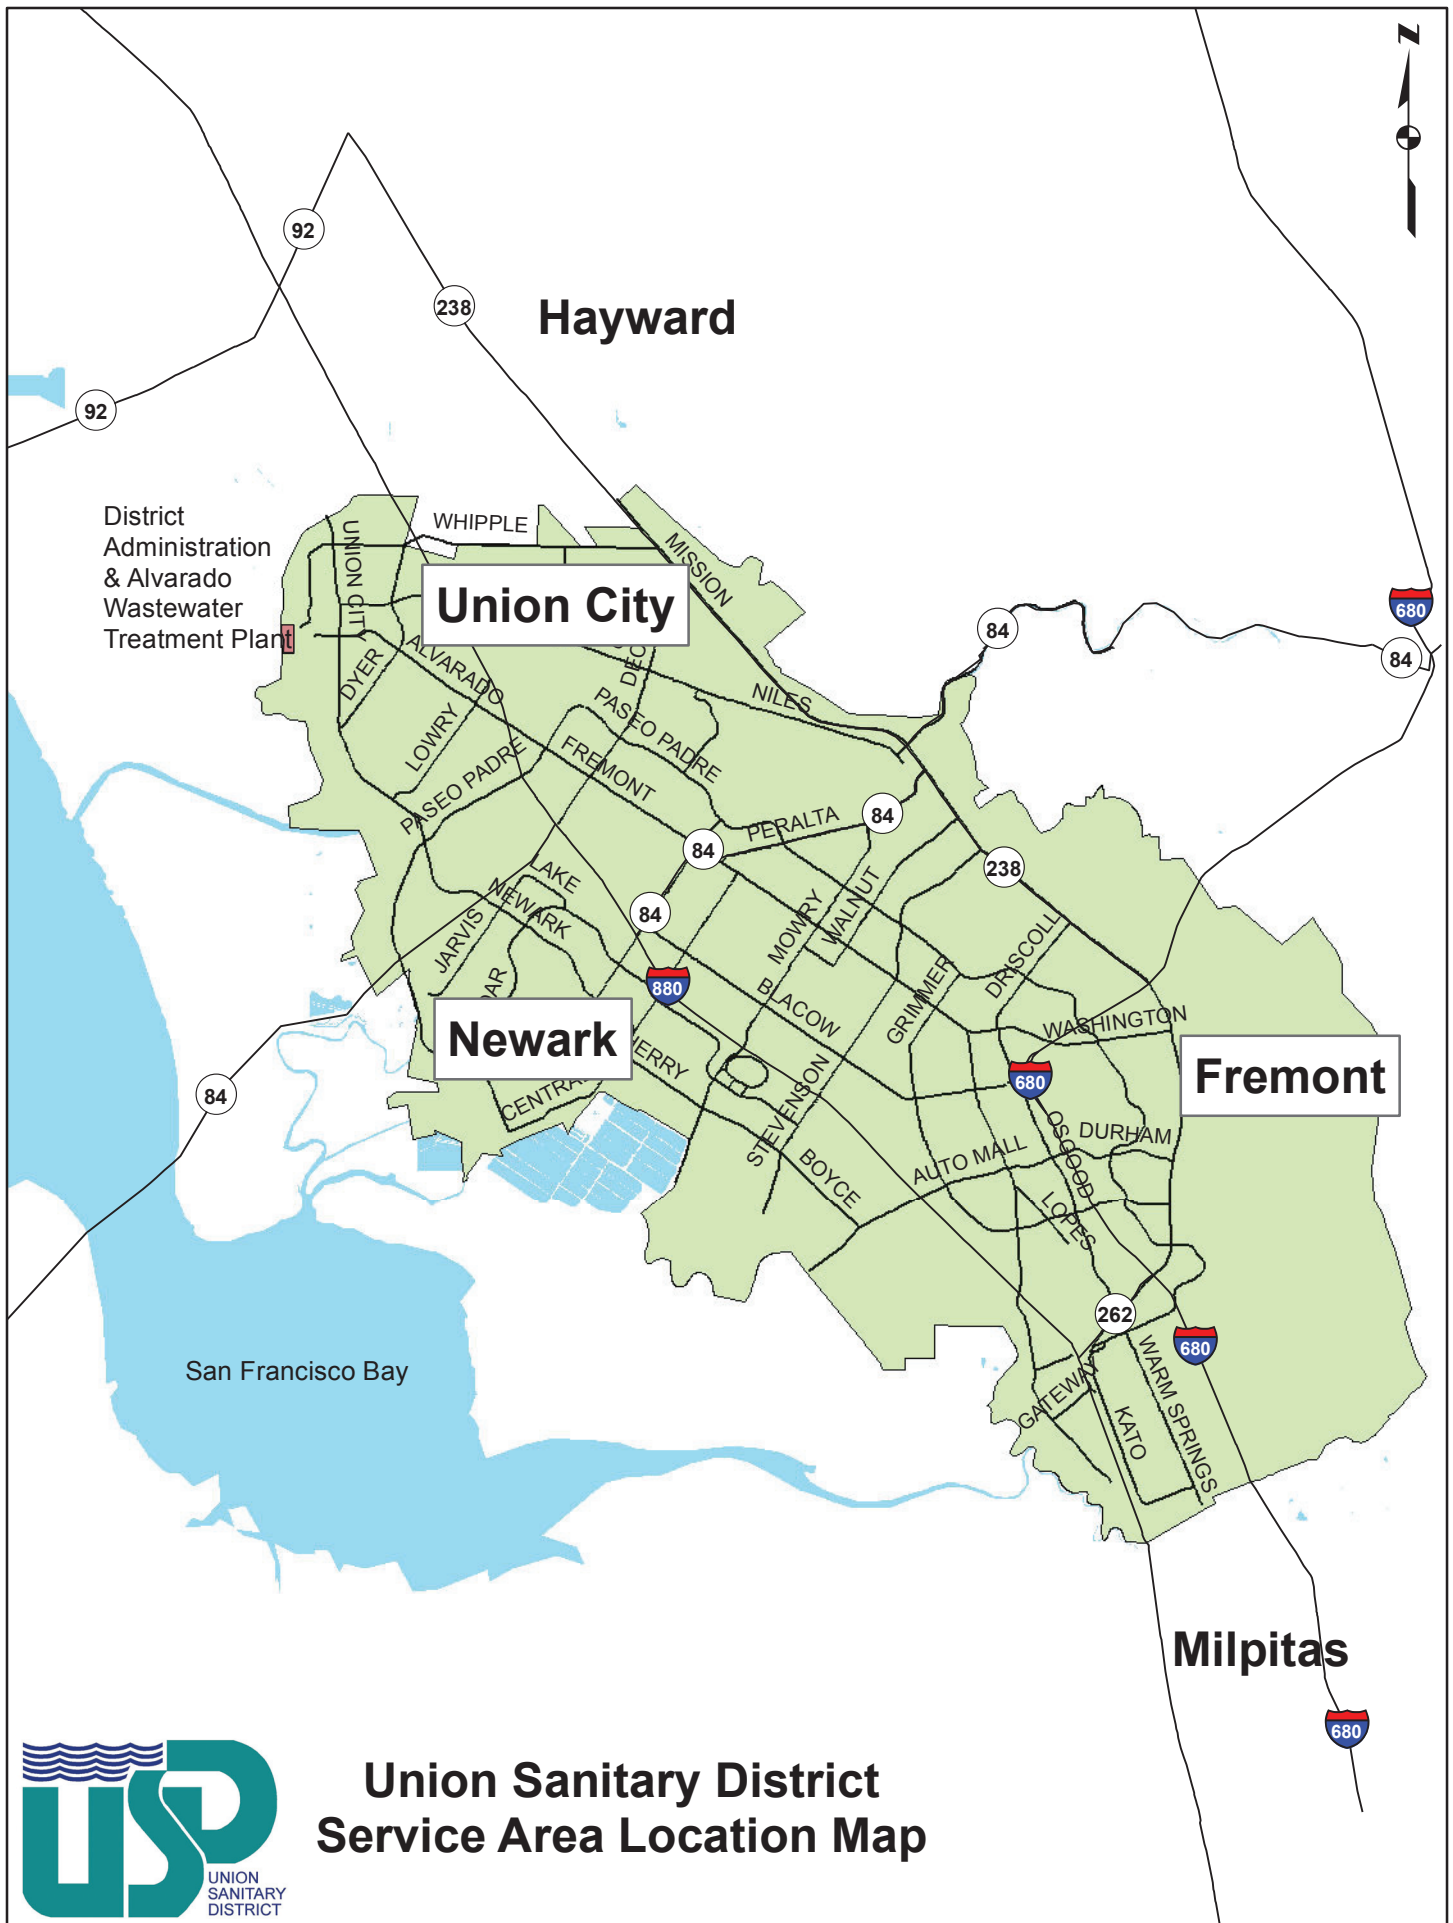 N
92
238
Hayward
92
District
Administration
& Alvarado
Wastewater
Treatment Plant
WHIPPLE
UNION CITY
MISSION
Union City
680
84
84
ALVARADO
DYER
NILES
PASEO PADRE
LOWRY
FREMONT
PASEO PADRE
PERALTA
84
84
238
LAKE
NEWARK
84
JARVIS
MOWRY
WALNUT
DRISCOLL
GRIMMER
880
BLACOW
WASHINGTON
Newark
Fremont
680
84
STEVENSON
OSGOOD
DURHAM
AUTO MALL
BOYCE
LOPES
262
680
San Francisco Bay
GATEWAY
WARM SPRINGS
KATO
Milpitas
680
Union Sanitary District
Service Area Location Map
USD
UNION
SANITARY
DISTRICT